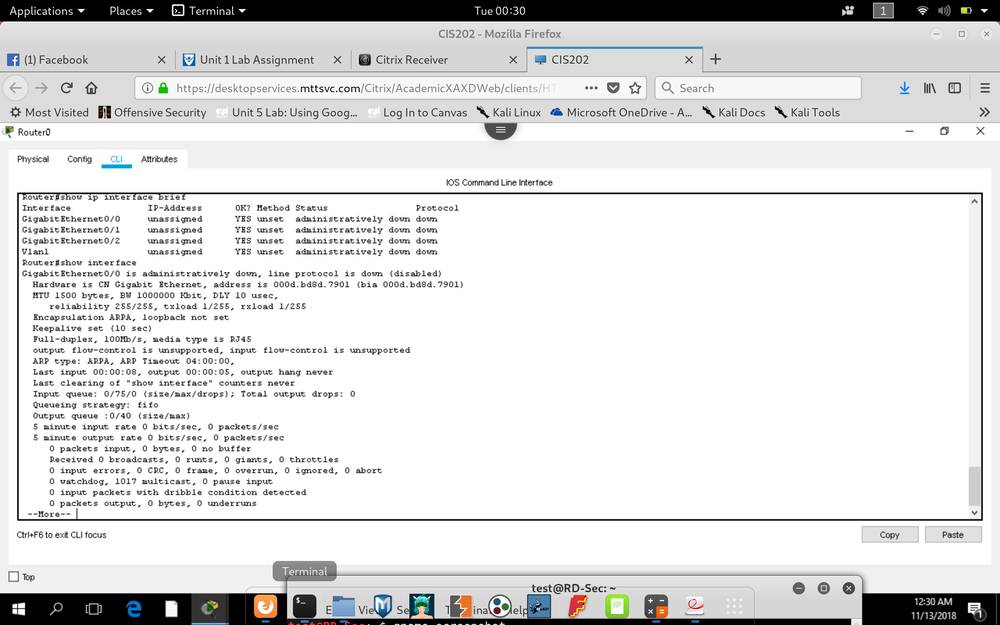 Applications Places Terminal Tue 00:30 1
CIS202 - Mozilla Firefox
(1) Facebook Unit 1 Lab Assignment Citrix Receiver CIS202
https://desktopservices.mttsvc.com/Citrix/AcademicXAXDWeb/clients/HT Search
Most Visited Offensive Security Unit 5 Lab: Using Goog... Log In to Canvas Kali Linux Microsoft OneDrive - A... Kali Docs Kali Tools
Router0
Physical Config CLI Attributes
IOS Command Line Interface
Router#show ip interface brief
Interface IP-Address OK? Method Status Protocol
GigabitEthernet0/0 unassigned YES unset administratively down down
GigabitEthernet0/1 unassigned YES unset administratively down down
GigabitEthernet0/2 unassigned YES unset administratively down down
Vlan1 unassigned YES unset administratively down down
Router#show interface
GigabitEthernet0/0 is administratively down, line protocol is down (disabled)
Hardware is CN Gigabit Ethernet, address is 000d.bd8d.7901 (bia 000d.bd8d.7901)
MTU 1500 bytes, BW 1000000 Kbit, DLY 10 usec,
reliability 255/255, txload 1/255, rxload 1/255
Encapsulation ARPA, loopback not set
Keepalive set (10 sec)
Full-duplex, 100Mb/s, media type is RJ45
output flow-control is unsupported, input flow-control is unsupported
ARP type: ARPA, ARP Timeout 04:00:00,
Last input 00:00:08, output 00:00:05, output hang never
Last clearing of "show interface" counters never
Input queue: 0/75/0 (size/max/drops); Total output drops: 0
Queueing strategy: fifo
Output queue :0/40 (size/max)
5 minute input rate 0 bits/sec, 0 packets/sec
5 minute output rate 0 bits/sec, 0 packets/sec
0 packets input, 0 bytes, 0 no buffer
Received 0 broadcasts, 0 runts, 0 giants, 0 throttles
0 input errors, 0 CRC, 0 frame, 0 overrun, 0 ignored, 0 abort
0 watchdog, 1017 multicast, 0 pause input
0 input packets with dribble condition detected
0 packets output, 0 bytes, 0 underruns
--More--
Ctrl+F6 to exit CLI focus Copy Paste
Terminal
Top
test@RD-Sec: ~
BeEF
12:30 AM
11/13/2018
1
test@RD-Sec:~$ gnome-screenshot